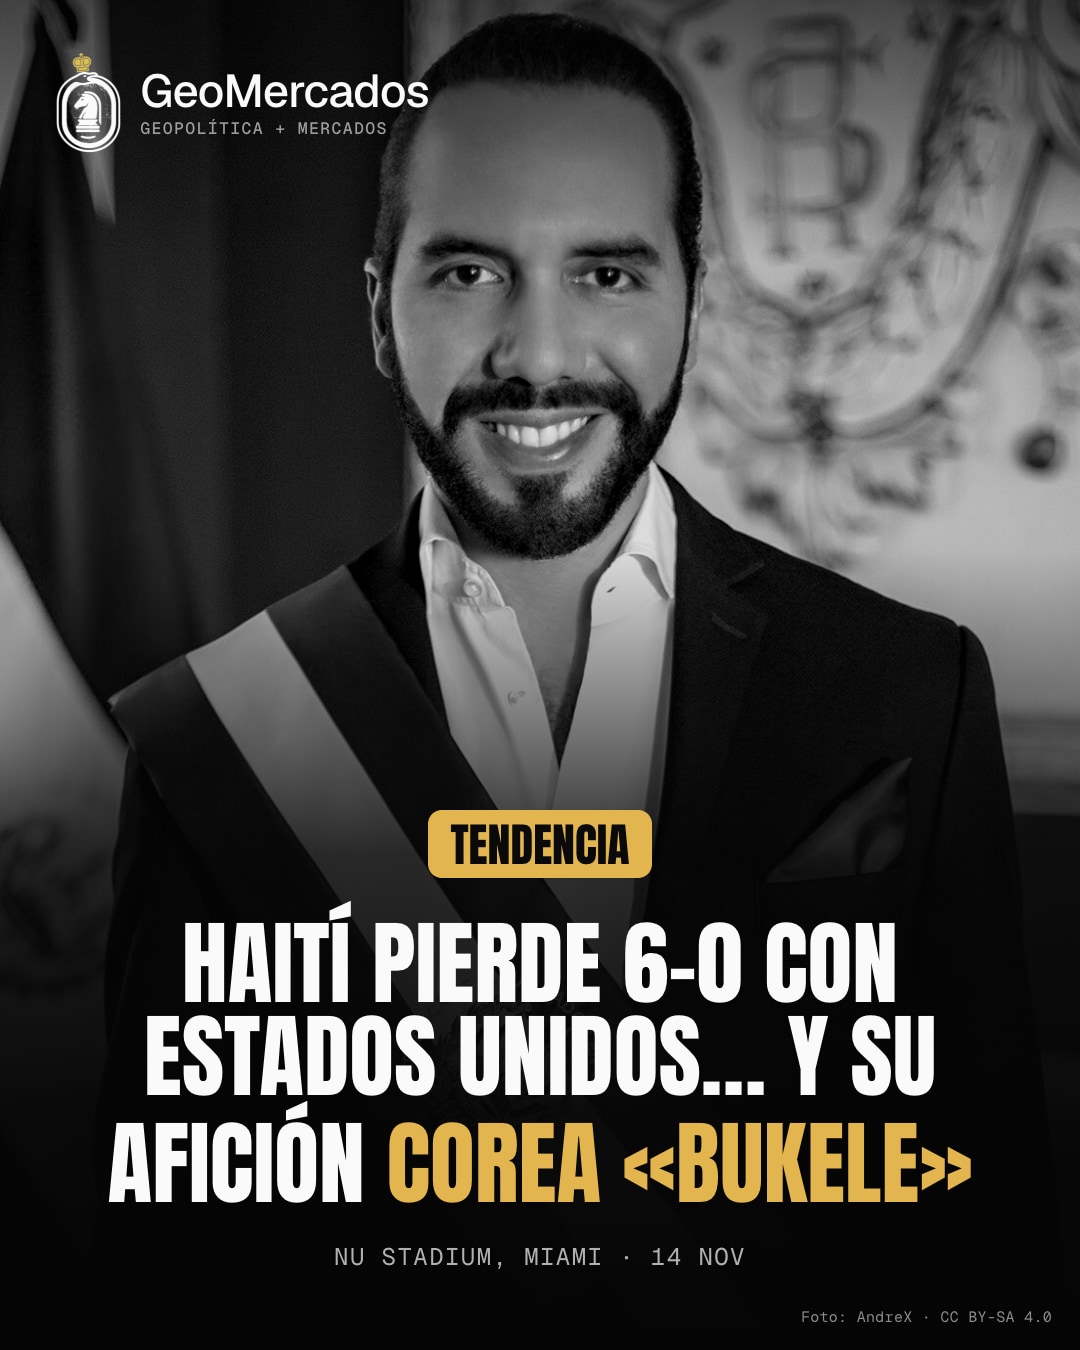 GeoMercados
GEOPOLÍTICA + MERCADOS
TENDENCIA
HAITÍ PIERDE 6-0 CON
ESTADOS UNIDOS... Y SU
AFICIÓN COREA «BUKELE»
NU STADIUM, MIAMI · 14 NOV
Foto: AndreX · CC BY-SA 4.0